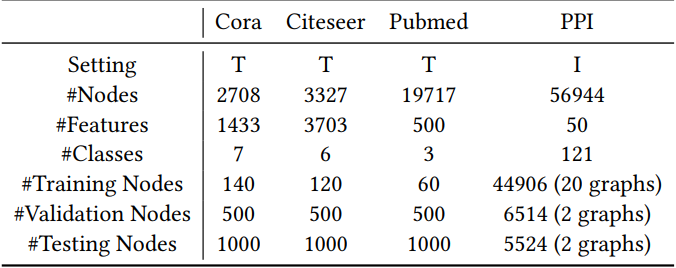 Cora Citeseer Pubmed PPI
Setting T T T I
#Nodes 2708 3327 19717 56944
#Features 1433 3703 500 50
#Classes 7 6 3 121
#Training Nodes 140 120 60 44906 (20 graphs)
#Validation Nodes 500 500 500 6514 (2 graphs)
#Testing Nodes 1000 1000 1000 5524 (2 graphs)